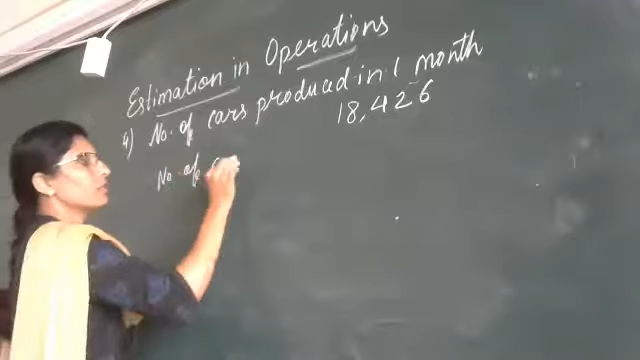 Estimation in Operations
4) No. of cars produced in 1 month
18,426
No. of